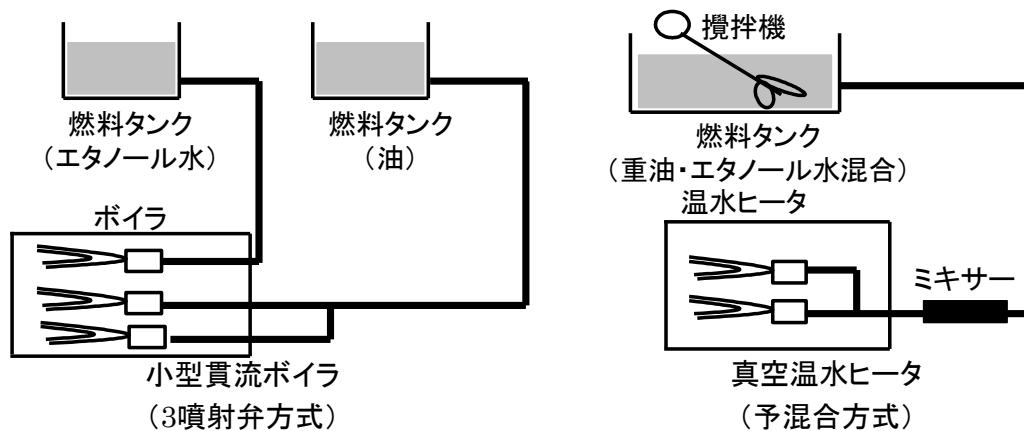 燃料タンク
（エタノール水）
燃料タンク
（油）
ボイラ
小型貫流ボイラ
（3噴射弁方式）
攪拌機
燃料タンク
（重油・エタノール水混合）
温水ヒータ
ミキサー
真空温水ヒータ
（予混合方式）